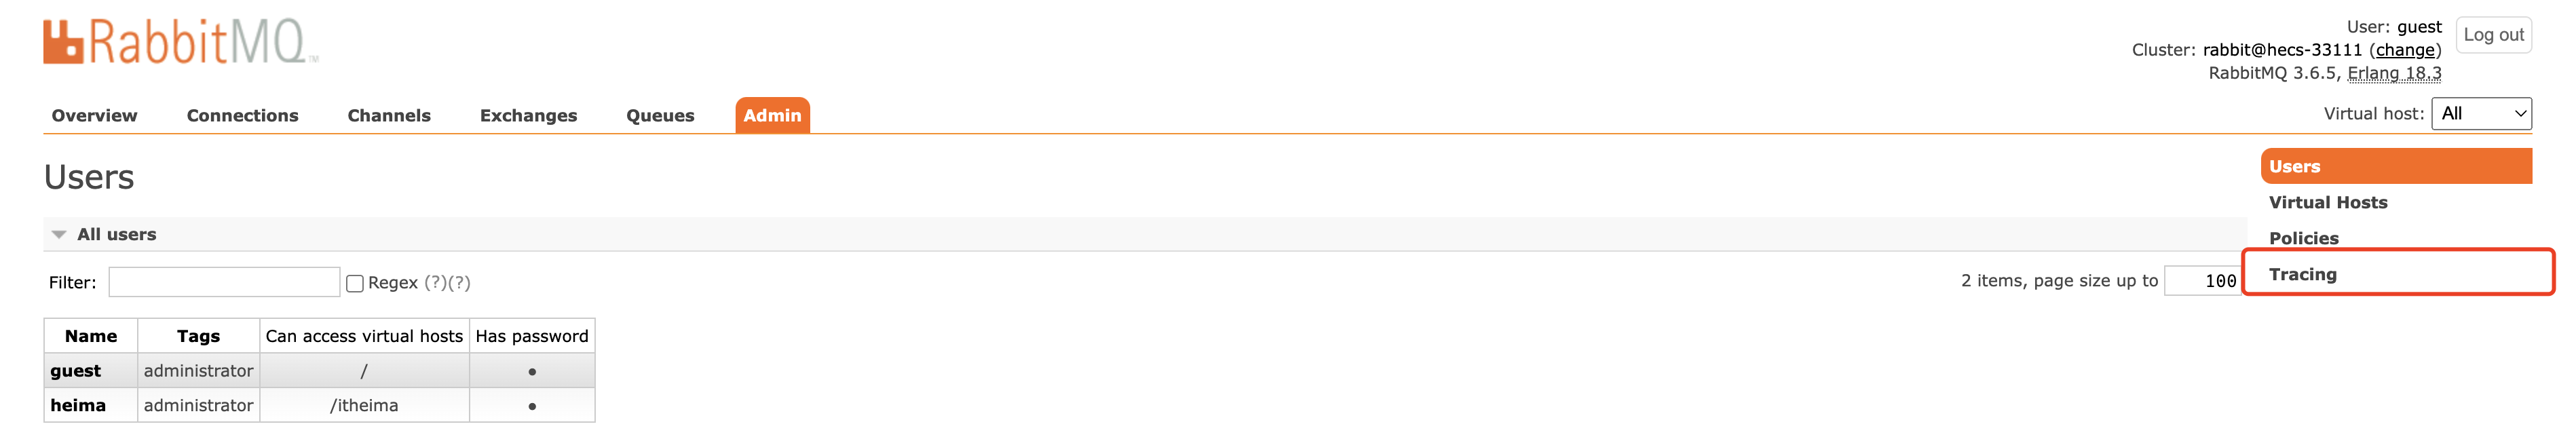 RabbitMQ™
User: guest
Log out
Cluster: rabbit@hecs-33111 (change)
RabbitMQ 3.6.5, Erlang 18.3
Overview Connections Channels Exchanges Queues Admin
Virtual host: All
Users
Users
Virtual Hosts
Policies
Tracing
All users
Filter: Regex (?)(?)
2 items, page size up to 100
Name Tags Can access virtual hosts Has password
guest administrator / •
heima administrator /itheima •